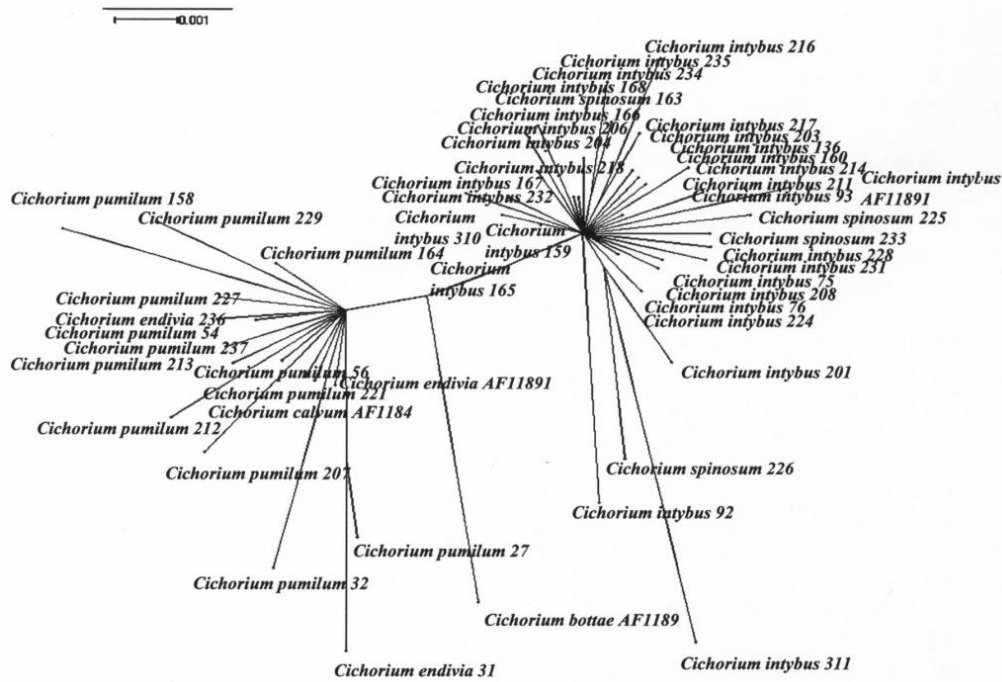 0.001
Cichorium intybus 216
Cichorium intybus 235
Cichorium intybus 234
Cichorium intybus 168
Cichorium spinosum 163
Cichorium intybus 166
Cichorium intybus 206
Cichorium intybus 204
Cichorium intybus 217
Cichorium intybus 203
Cichorium intybus 136
Cichorium intybus 160
Cichorium intybus 214
Cichorium intybus 218
Cichorium intybus 167
Cichorium intybus 232
Cichorium intybus 211
Cichorium intybus 93
Cichorium intybus
AF11891
Cichorium
intybus 310
Cichorium
intybus 159
Cichorium spinosum 225
Cichorium spinosum 233
Cichorium intybus 228
Cichorium intybus 231
Cichorium intybus 75
Cichorium intybus 208
Cichorium intybus 76
Cichorium intybus 224
Cichorium intybus 201
Cichorium
intybus 165
Cichorium pumilum 158
Cichorium pumilum 229
Cichorium pumilum 164
Cichorium pumilum 227
Cichorium endivia 236
Cichorium pumilum 54
Cichorium pumilum 237
Cichorium pumilum 213
Cichorium pumilum 56
Cichorium endivia AF11891
Cichorium pumilum 221
Cichorium calvum AF1184
Cichorium pumilum 212
Cichorium pumilum 207
Cichorium spinosum 226
Cichorium intybus 92
Cichorium pumilum 27
Cichorium pumilum 32
Cichorium bottae AF1189
Cichorium endivia 31
Cichorium intybus 311